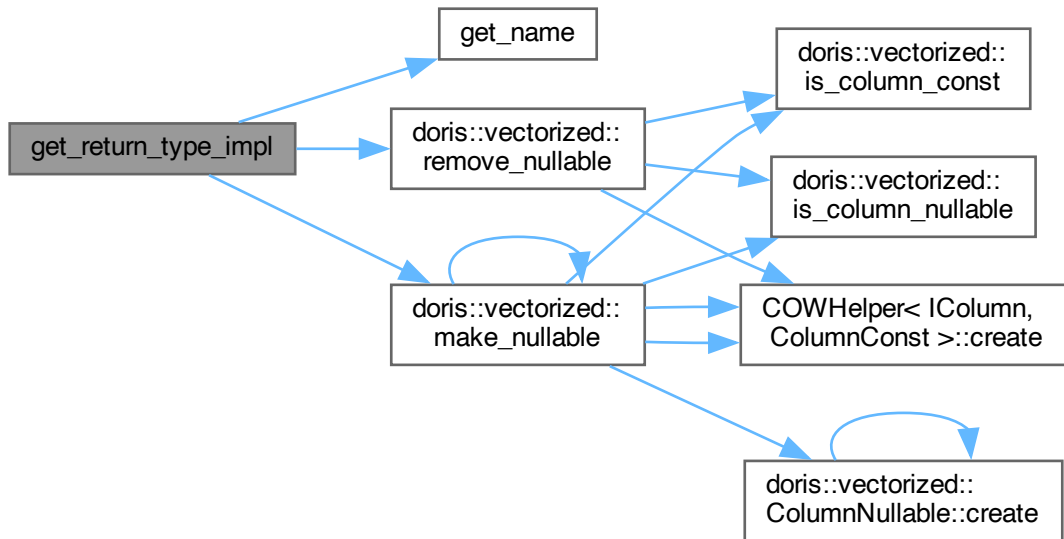 get_name
get_return_type_impl
doris::vectorized::
remove_nullable
doris::vectorized::
make_nullable
doris::vectorized::
is_column_const
doris::vectorized::
is_column_nullable
COWHelper< IColumn,
ColumnConst >::create
doris::vectorized::
ColumnNullable::create